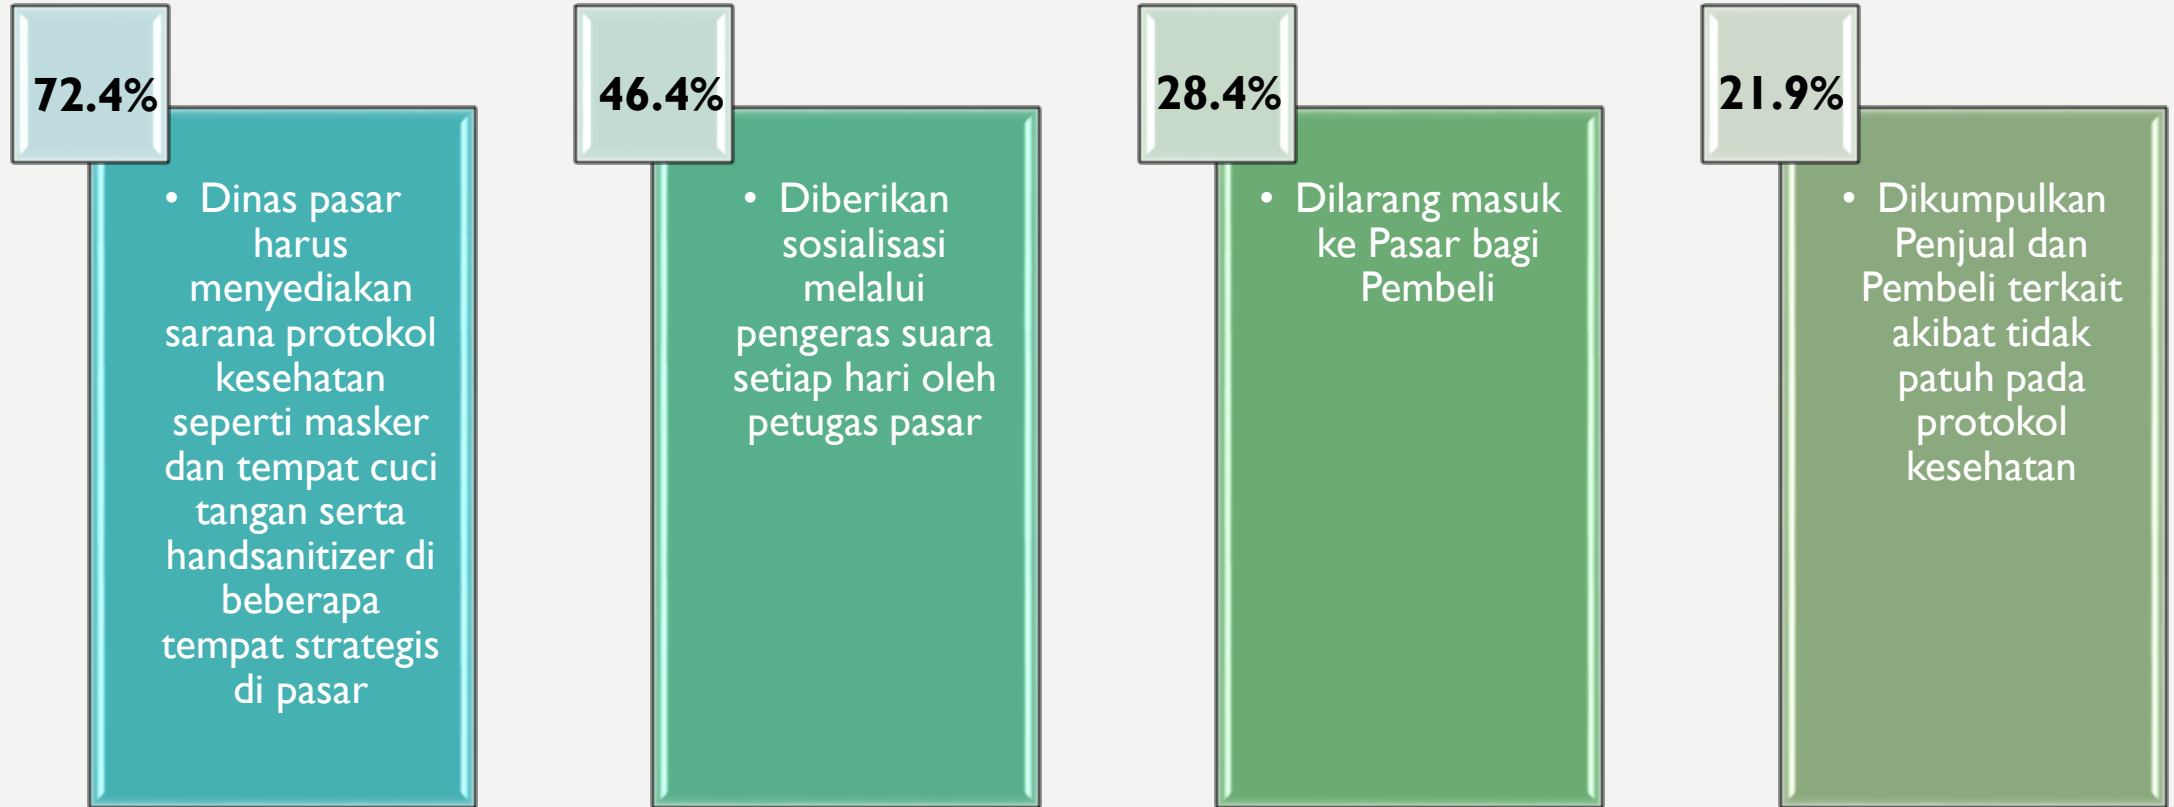 72.4%
• Dinas pasar
harus
menyediakan
sarana protokol
kesehatan
seperti masker
dan tempat cuci
tangan serta
handsanitizer di
beberapa
tempat strategis
di pasar
46.4%
• Diberikan
sosialisasi
melalui
pengeras suara
setiap hari oleh
petugas pasar
28.4%
• Dilarang masuk
ke Pasar bagi
Pembeli
21.9%
• Dikumpulkan
Penjual dan
Pembeli terkait
akibat tidak
patuh pada
protokol
kesehatan